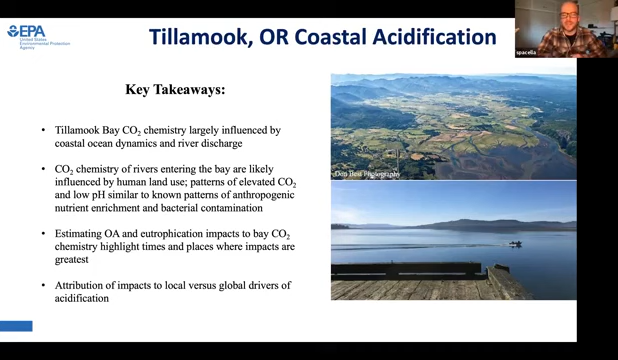 EPA
United States
Environmental Protection
Agency
Tillamook, OR Coastal Acidification
spacella
Key Takeaways:
• Tillamook Bay CO2 chemistry largely influenced by
coastal ocean dynamics and river discharge
• CO2 chemistry of rivers entering the bay are likely
influenced by human land use; patterns of elevated CO2
and low pH similar to known patterns of anthropogenic
nutrient enrichment and bacterial contamination
• Estimating OA and eutrophication impacts to bay CO2
chemistry highlight times and places where impacts are
greatest
• Attribution of impacts to local versus global drivers of
acidification
Don Best Photography